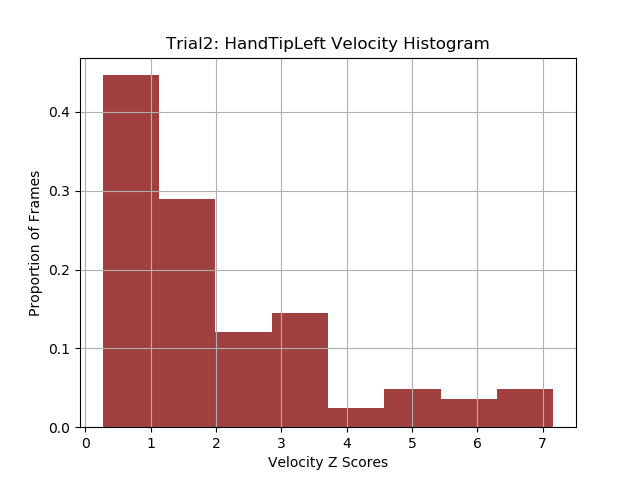 Trial2: HandTipLeft Velocity Histogram
Proportion of Frames
0.4
0.3
0.2
0.1
0.0
0 1 2 3 4 5 6 7
Velocity Z Scores